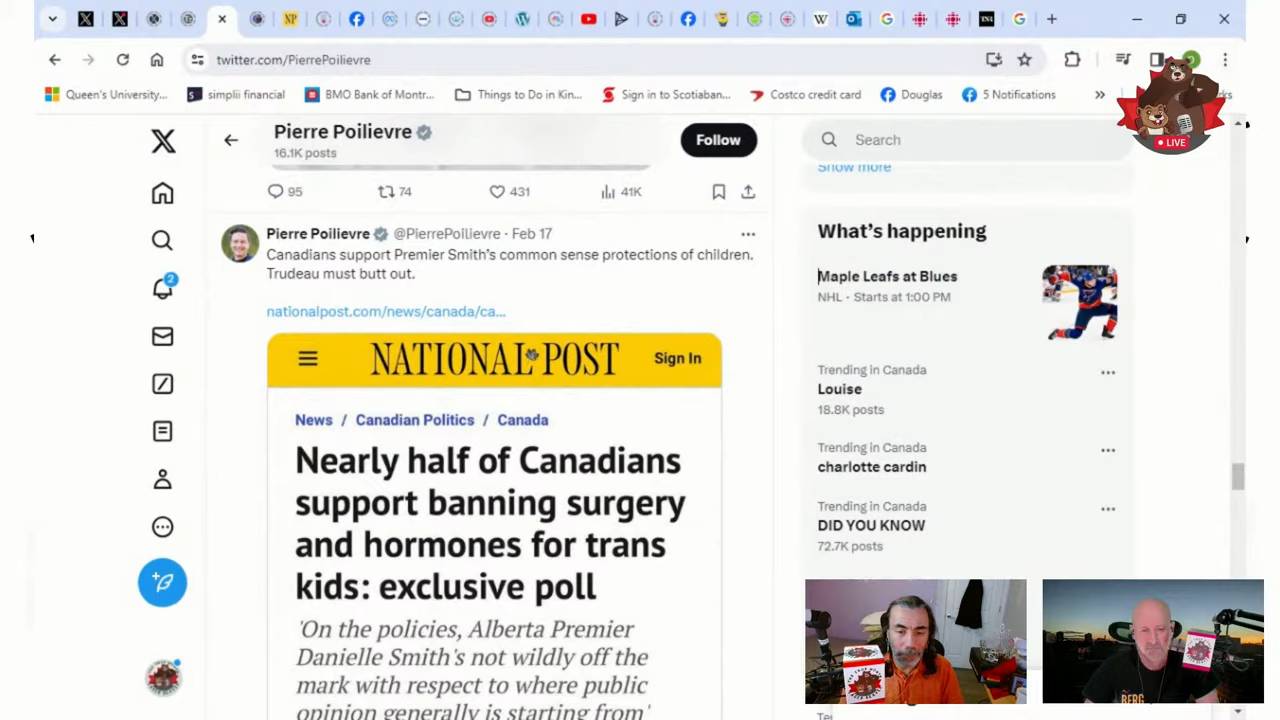 twitter.com/PierrePoilievre
Queen's University...
simplii financial
BMO Bank of Montr...
Things to Do in Kin...
Sign in to Scotiaban...
Costco credit card
Douglas
5 Notifications
»
LIVE
Pierre Poilievre
16.1K posts
Follow
Search
Show more
95
74
431
41K
Pierre Poilievre @PierrePoilievre · Feb 17
Canadians support Premier Smith's common sense protections of children.
Trudeau must butt out.
nationalpost.com/news/canada/ca...
NATIONAL POST
Sign In
News / Canadian Politics / Canada
Nearly half of Canadians
support banning surgery
and hormones for trans
kids: exclusive poll
'On the policies, Alberta Premier
Danielle Smith's not wildly off the
mark with respect to where public
opinion generally is starting from'
What's happening
Maple Leafs at Blues
NHL · Starts at 1:00 PM
Trending in Canada
Louise
18.8K posts
Trending in Canada
charlotte cardin
Trending in Canada
DID YOU KNOW
72.7K posts
2
BERG